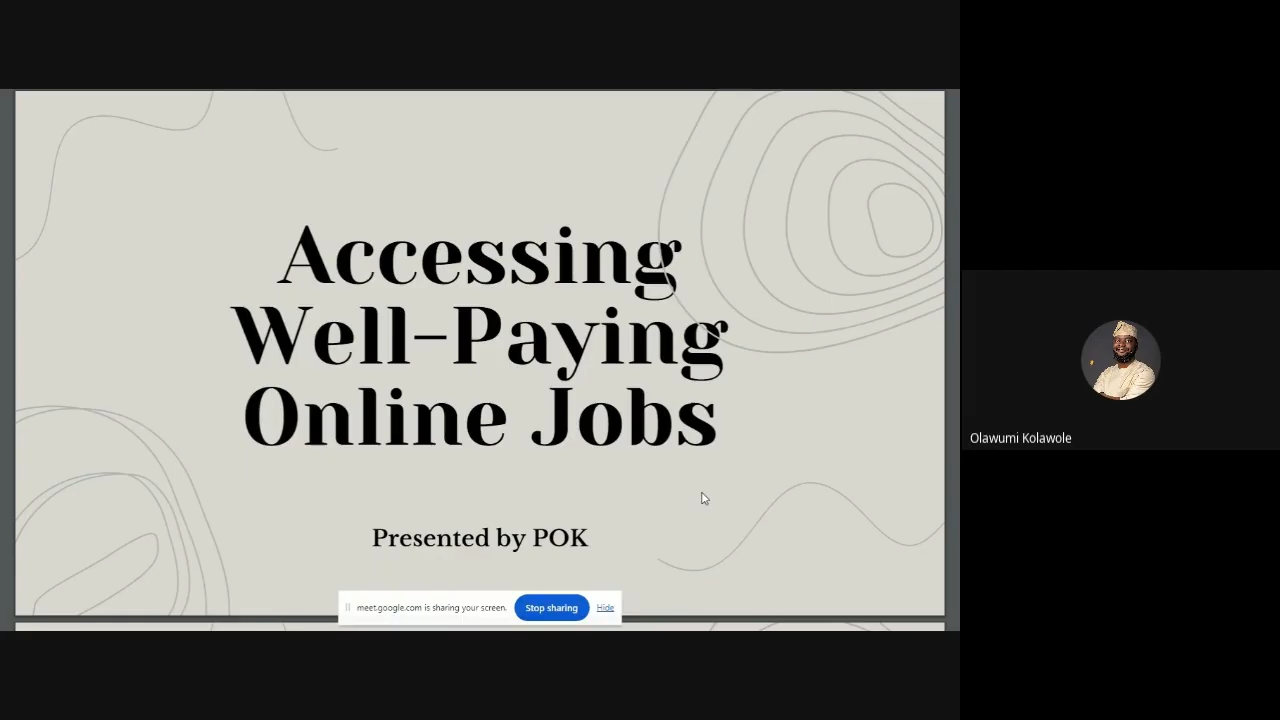 Accessing
Well-Paying
Online Jobs
Presented by POK
meet.google.com is sharing your screen.
Stop sharing
Hide
Olawumi Kolawole